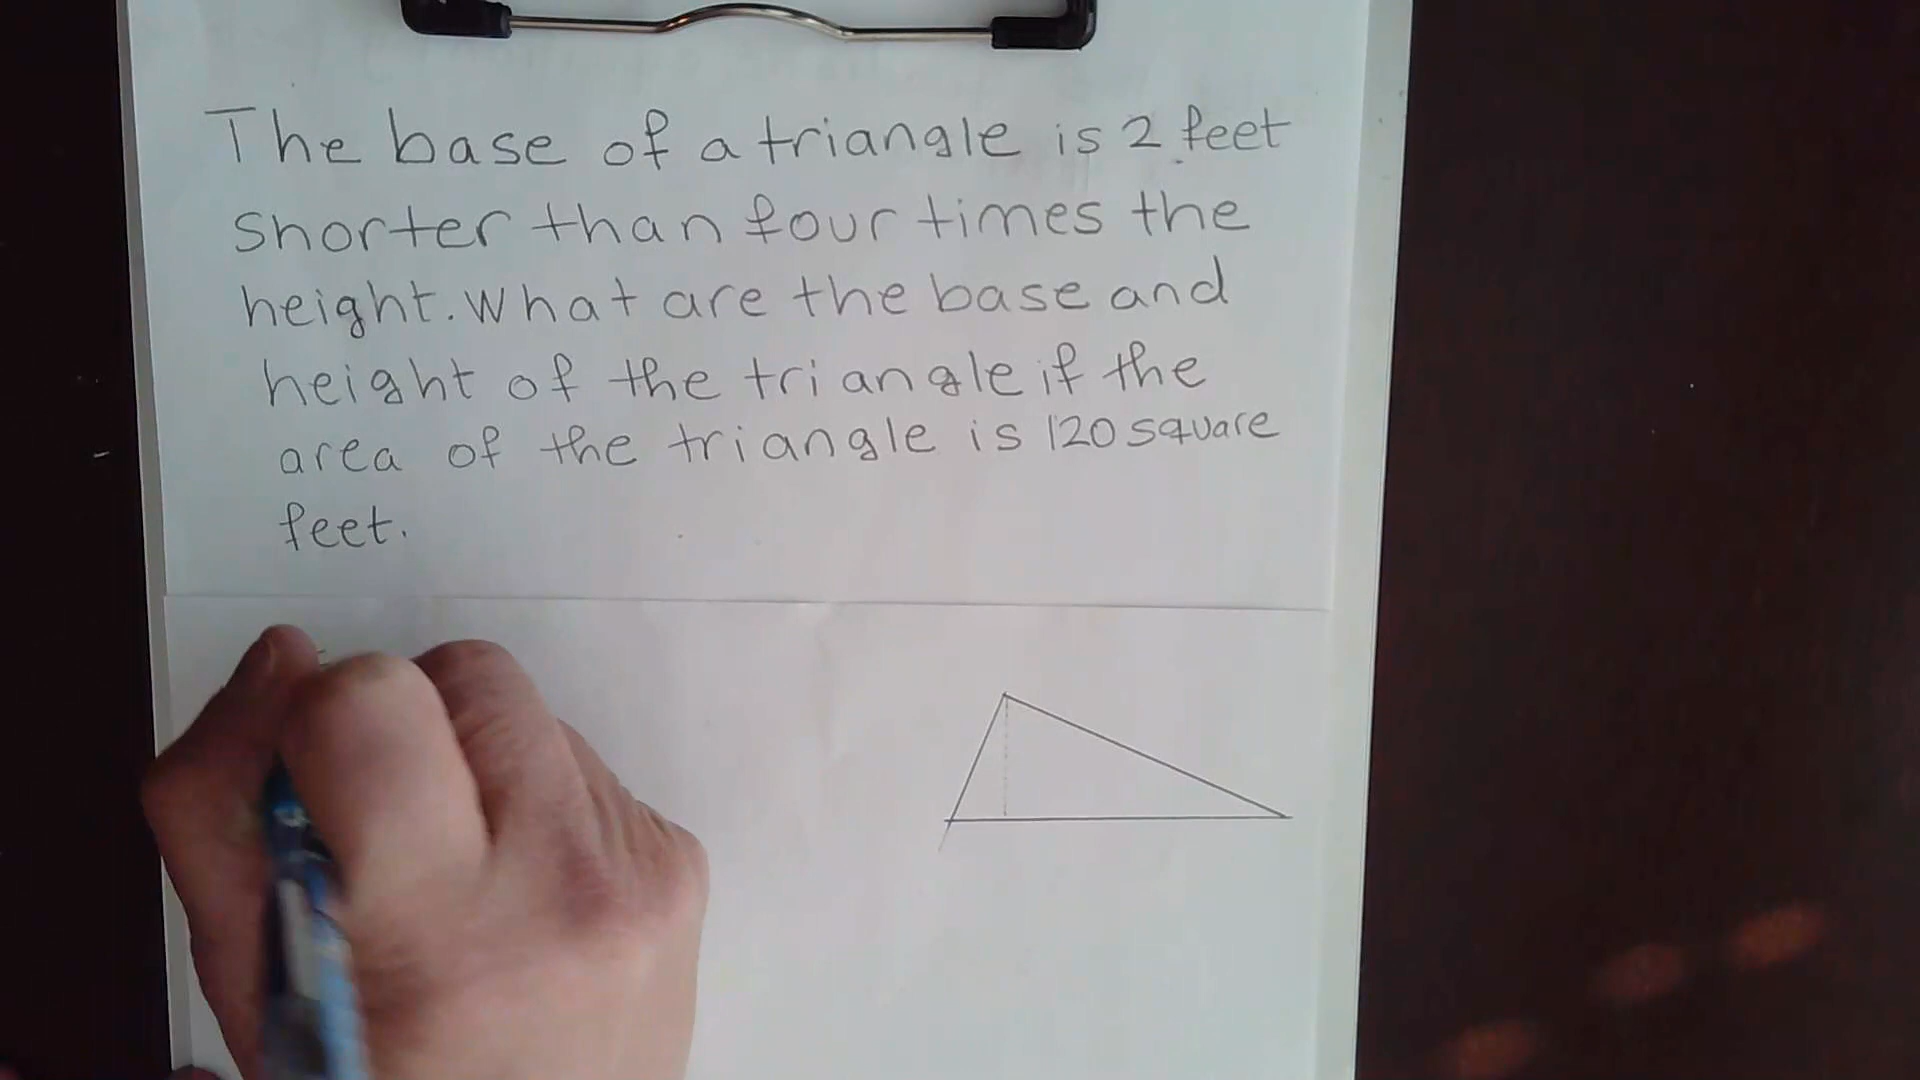 The base of a triangle is 2 feet
shorter than four times the
height. What are the base and
height of the triangle if the
area of the triangle is 120 square
feet.